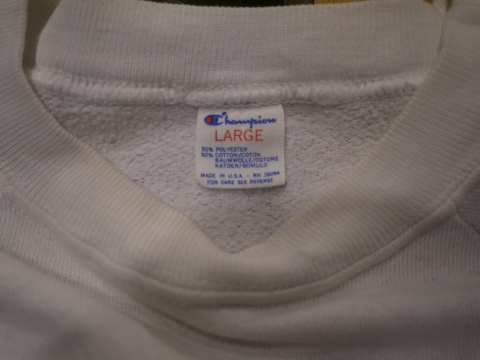 Champion
LARGE
50% POLYESTER
50% COTTON/COTON
BAUMWOLLE/COTONE
KATOEN/BOMULD
MADE IN U.S.A. - RN 26094
FOR CARE SEE REVERSE